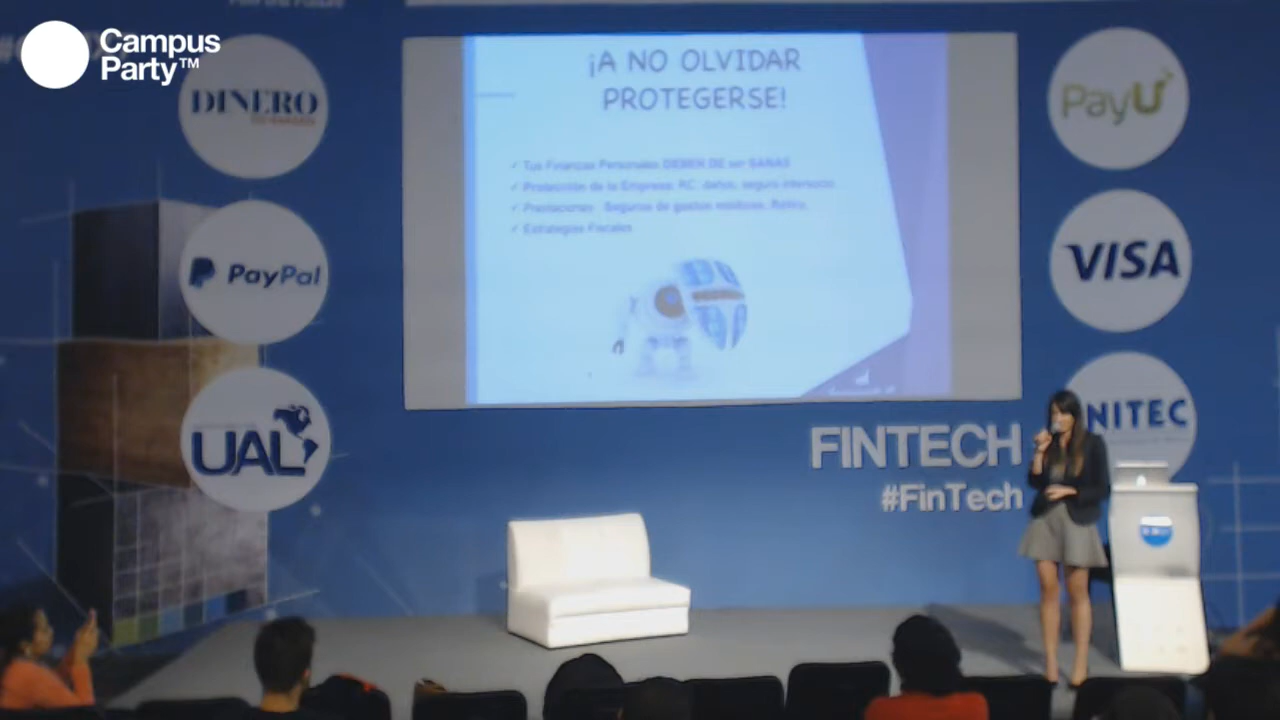 Campus
Party™
DINERO
PayPal
UAL
¡A NO OLVIDAR
PROTEGERSE!
✓ Tus Finanzas Personales DEBEN DE ser SANAS
✓ Protección de la Empresa: RC, datos, seguro intersocio
✓ Prestaciones: Seguros de gastos médicos, Retiro
✓ Estrategias Fiscales
PayU
VISA
NITEC
FINTECH
#FinTech